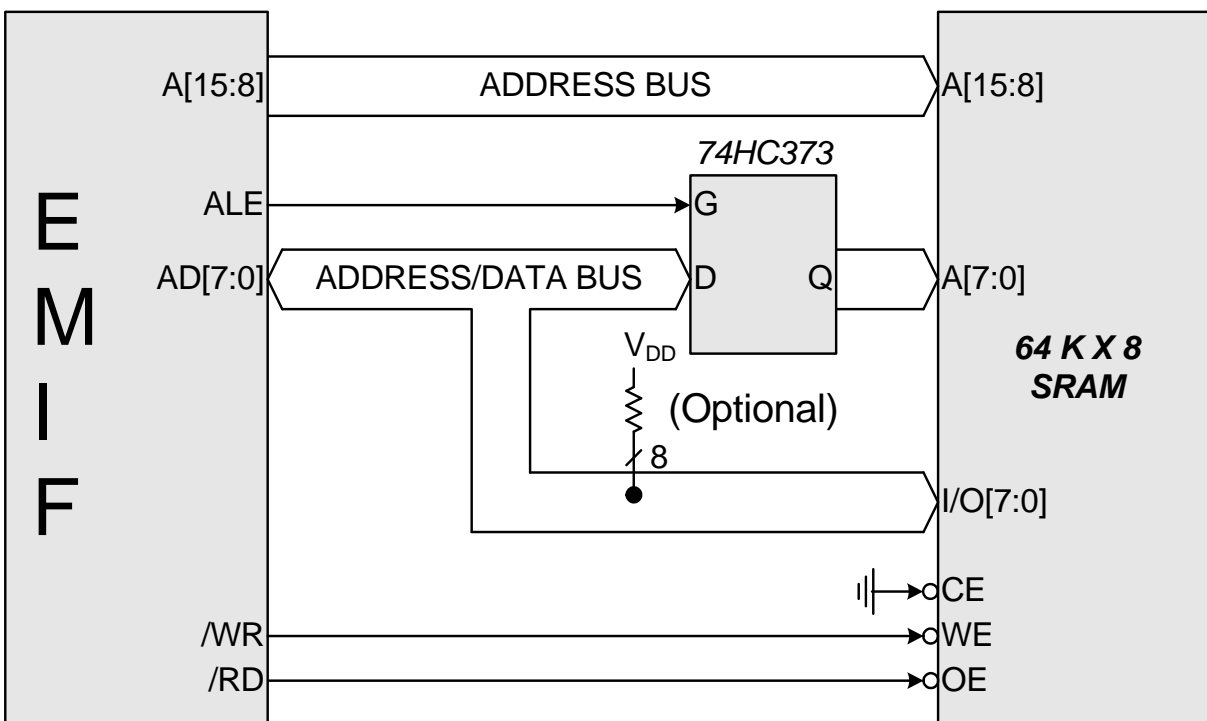 A[15:8]
ADDRESS BUS
A[15:8]
74HC373
ALE
G
E
M
I
F
AD[7:0]
ADDRESS/DATA BUS
D
Q
A[7:0]
VDD
(Optional)
8
64 K X 8
SRAM
I/O[7:0]
CE
/WR
WE
/RD
OE